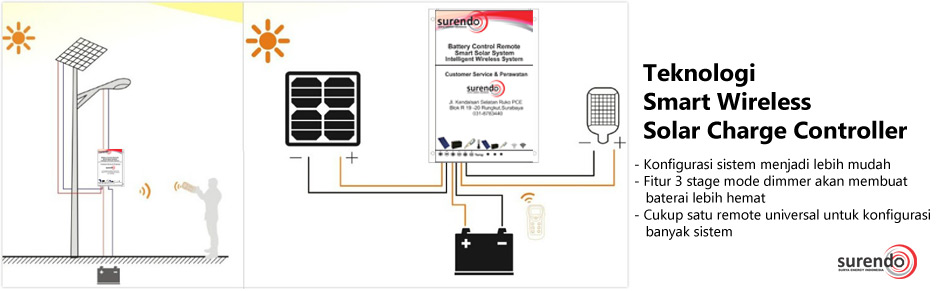 surendo
Battery Control Remote
Smart Solar System
Intelligent Wireless System
Customer Service & Perawatan
surendo
Jl. Kendalsari Selatan Ruko PCE
Blok R 19 -20 Rungkut,Surabaya
Teknologi
Smart Wireless
Solar Charge Controller
- Konfigurasi sistem menjadi lebih mudah
- Fitur 3 stage mode dimmer akan membuat
baterai lebih hemat
- Cukup satu remote universal untuk konfigurasi
banyak sistem
surendo
SURYA ENERGY INDONESIA